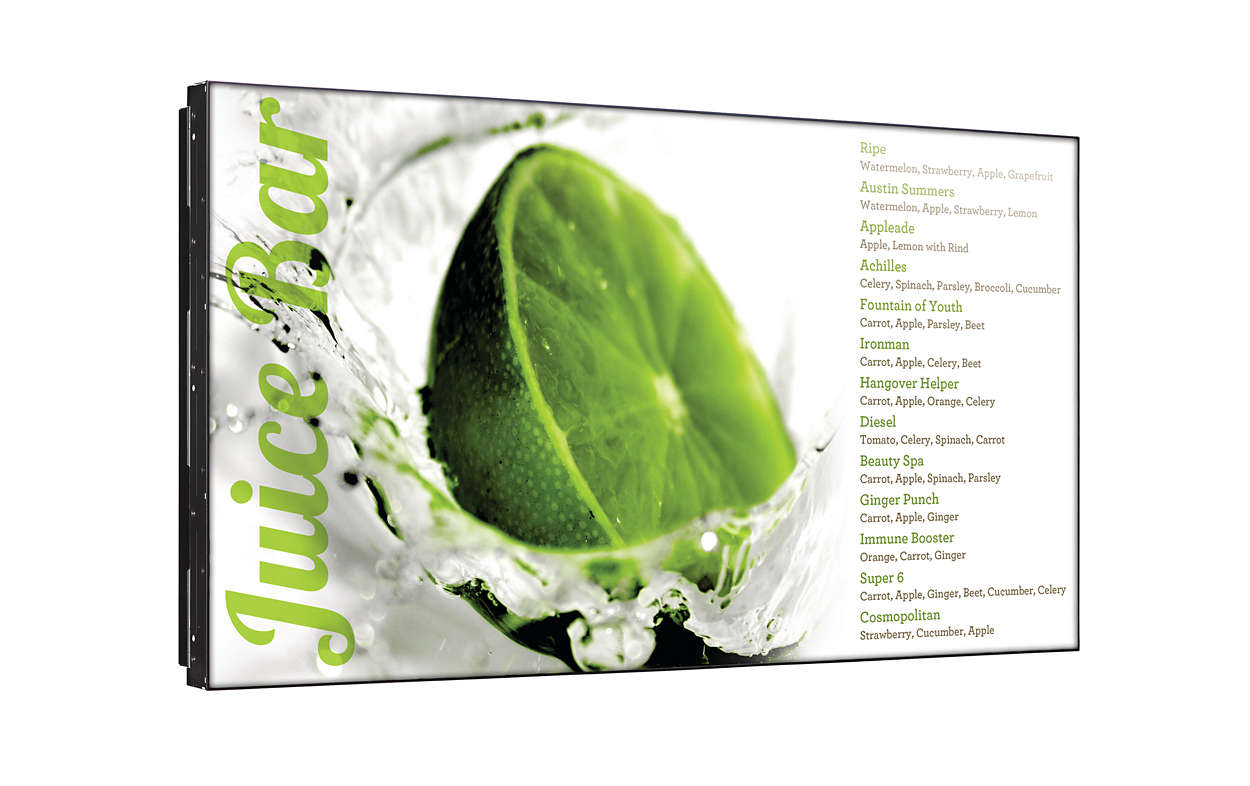 Juice Bar
Ripe
Watermelon, Strawberry, Apple, Grapefruit
Austin Summers
Watermelon, Apple, Strawberry, Lemon
Appleade
Apple, Lemon with Rind
Achilles
Celery, Spinach, Parsley, Broccoli, Cucumber
Fountain of Youth
Carrot, Apple, Parsley, Beet
Ironman
Carrot, Apple, Celery, Beet
Hangover Helper
Carrot, Apple, Orange, Celery
Diesel
Tomato, Celery, Spinach, Carrot
Beauty Spa
Carrot, Apple, Spinach, Parsley
Ginger Punch
Carrot, Apple, Ginger
Immune Booster
Orange, Carrot, Ginger
Super 6
Carrot, Apple, Ginger, Beet, Cucumber, Celery
Cosmopolitan
Strawberry, Cucumber, Apple